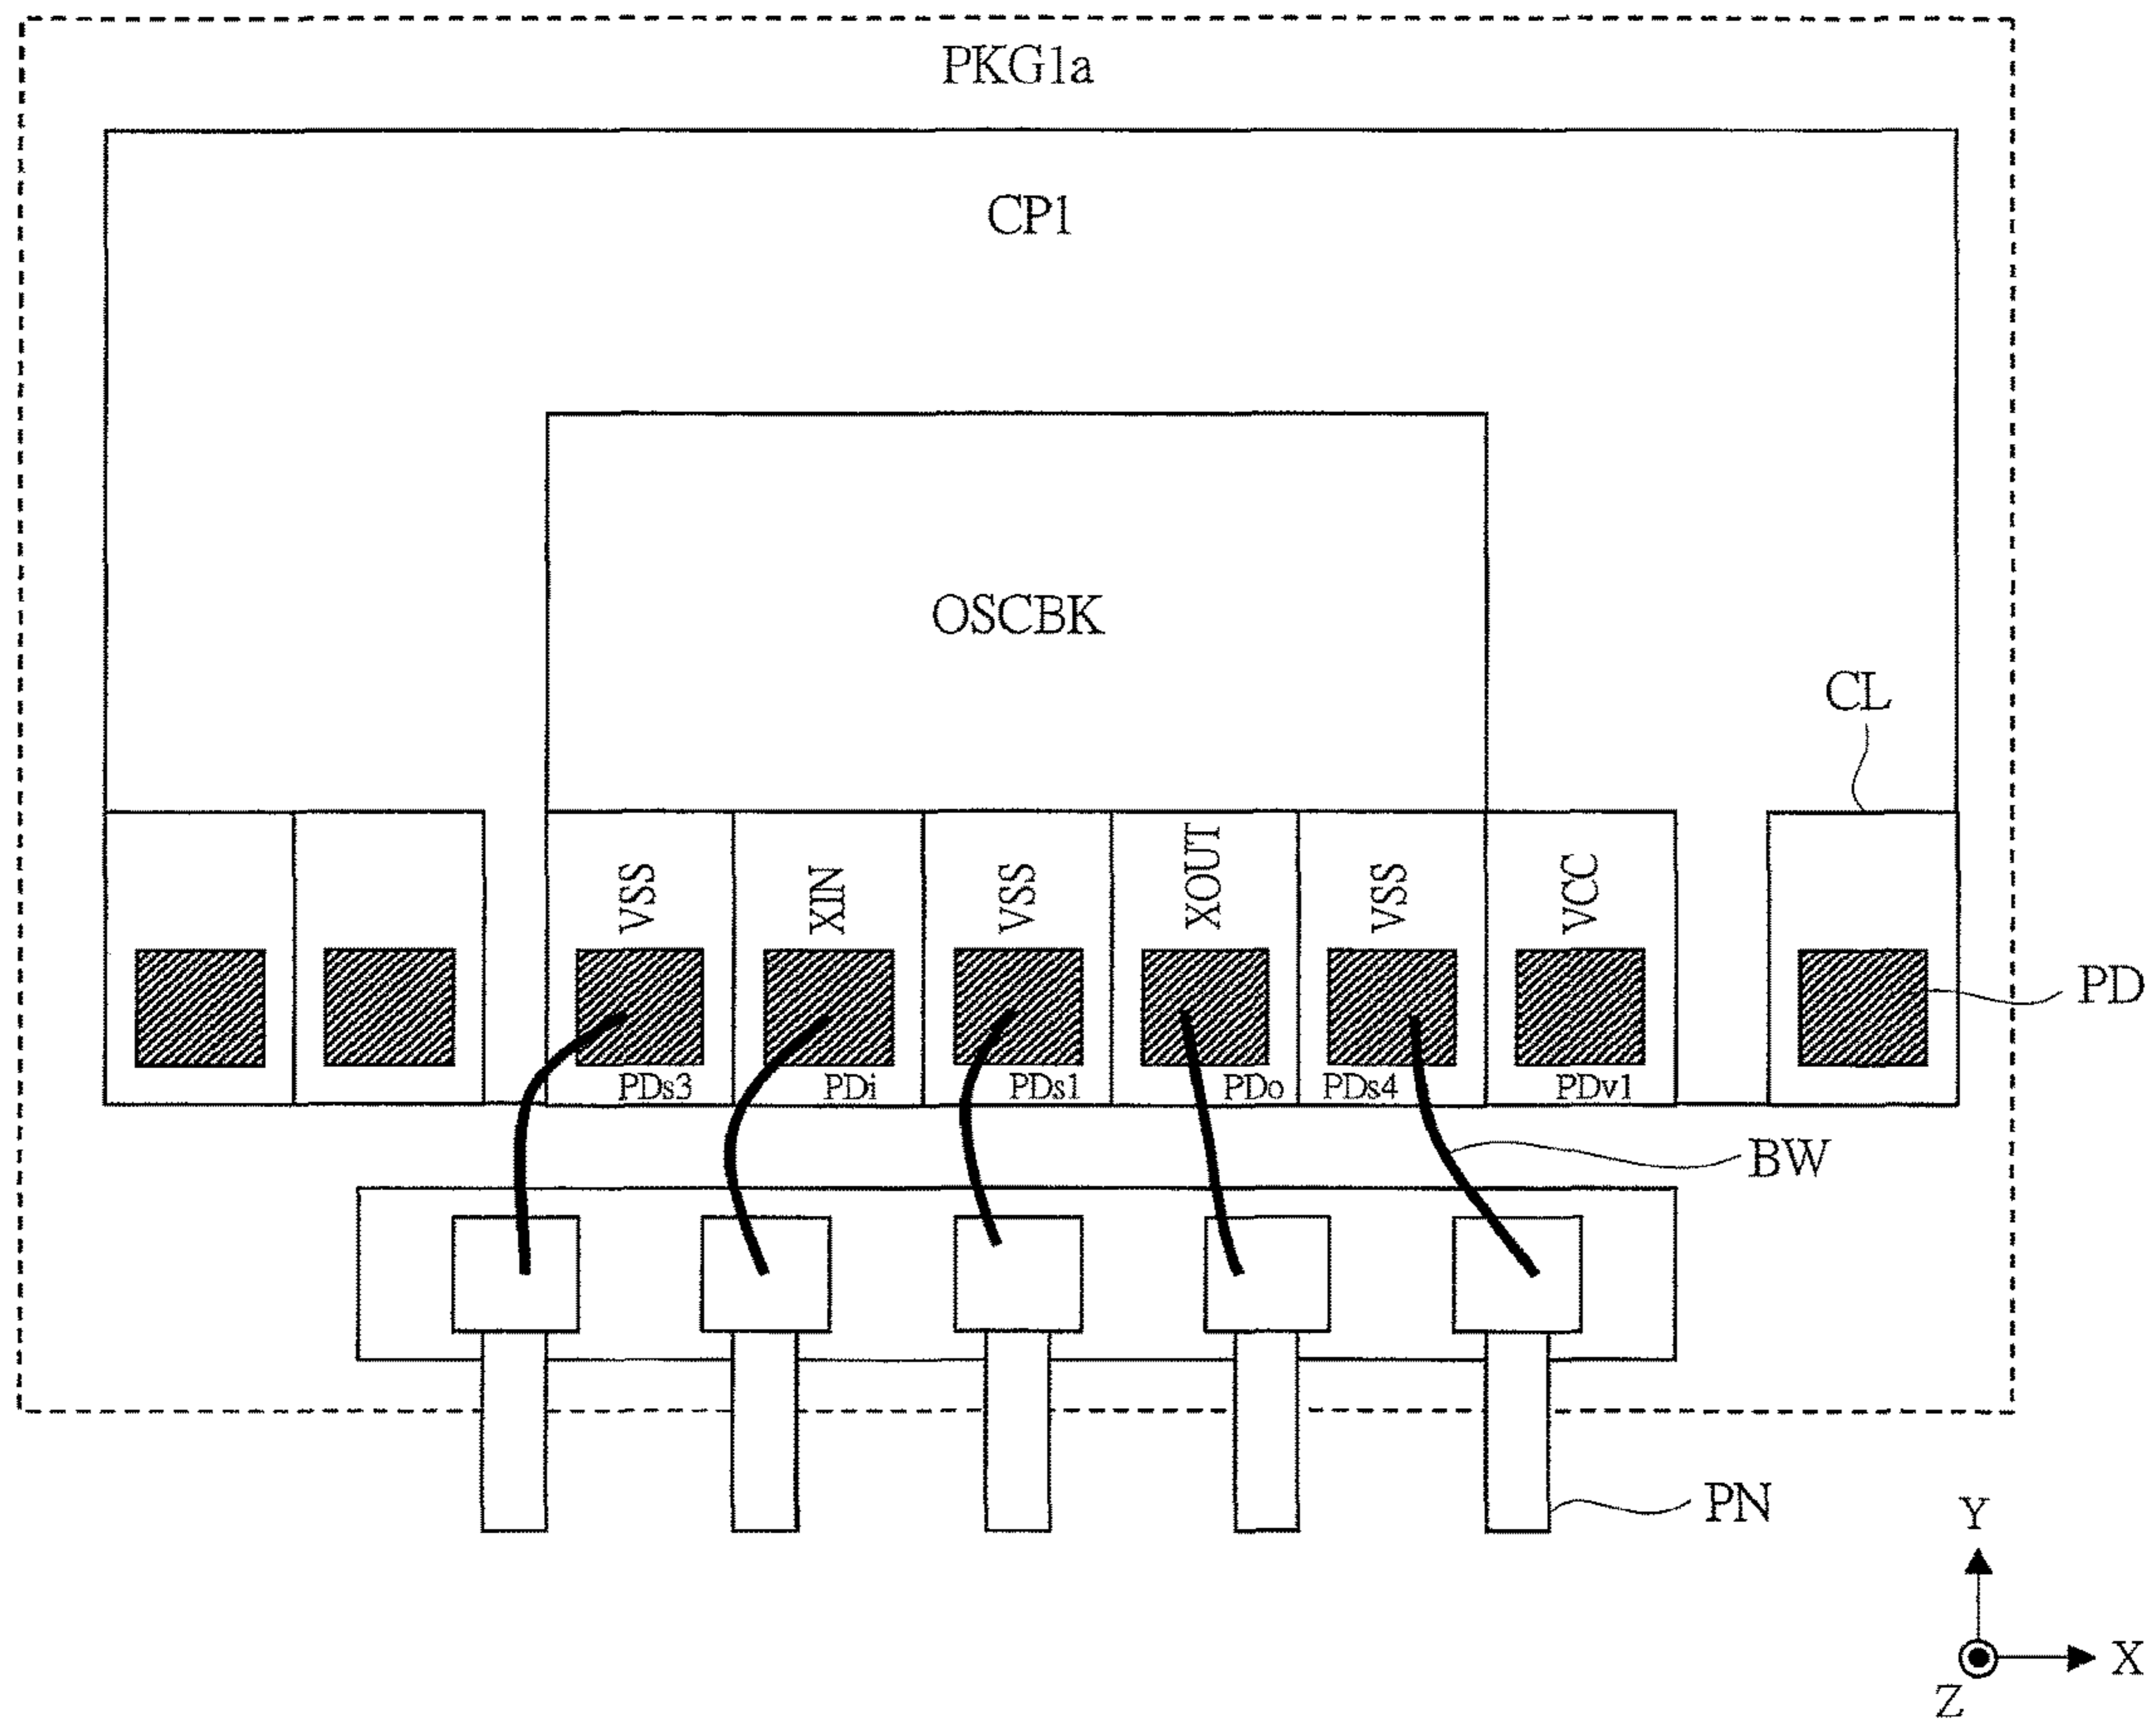 PKG1a
CP1
OSCBK
CL
VSS
XIN
VSS
XOUT
VSS
VCC
PD
PDs3
PDi
PDs1
PDo
PDs4
PDv1
BW
PN
Y
X
Z